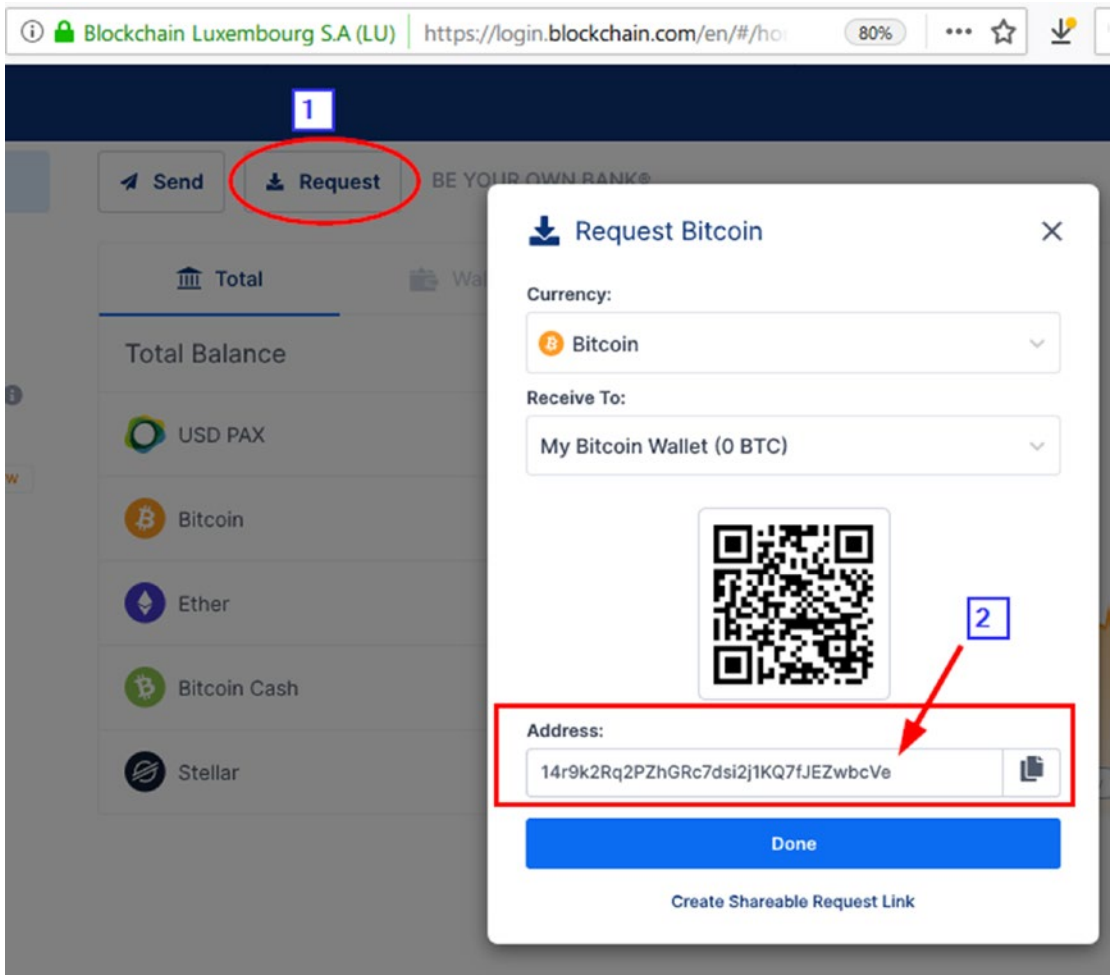 Blockchain Luxembourg S.A (LU) https://login.blockchain.com/en/#/ho 80%
1
Send Request BE YOUR OWN BANK®
Request Bitcoin
Total Wal
Currency:
Bitcoin
Total Balance
Receive To:
USD PAX
My Bitcoin Wallet (0 BTC)
Bitcoin
Ether
2
Bitcoin Cash
Address:
Stellar
14r9k2Rq2PZhGRc7dsi2j1KQ7fJEZwbcVe
Done
Create Shareable Request Link